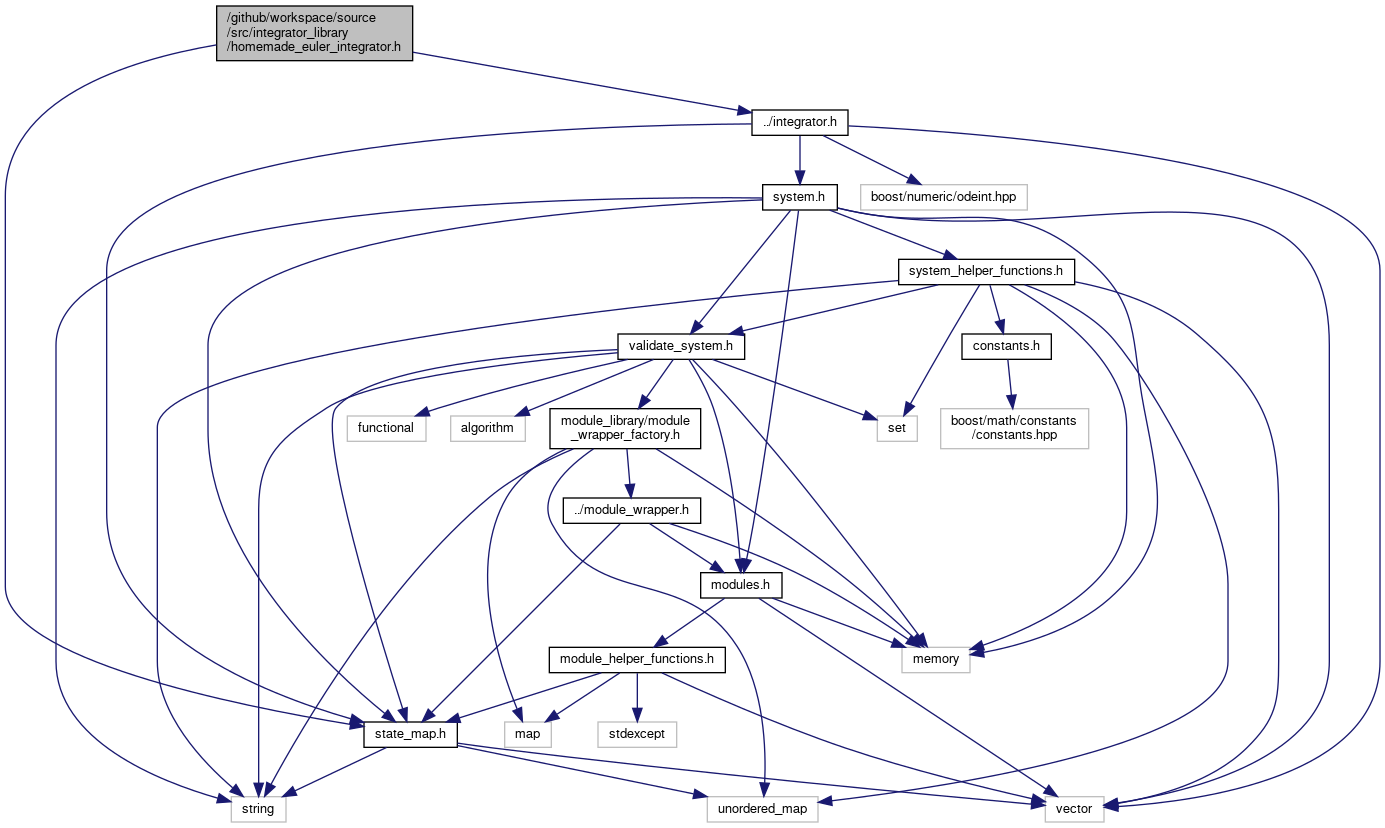 /github/workspace/source
/src/integrator_library
/homemade_euler_integrator.h
../integrator.h
system.h
boost/numeric/odeint.hpp
system_helper_functions.h
validate_system.h
constants.h
functional
algorithm
module_library/module
_wrapper_factory.h
set
boost/math/constants
/constants.hpp
../module_wrapper.h
modules.h
module_helper_functions.h
memory
state_map.h
map
stdexcept
string
unordered_map
vector